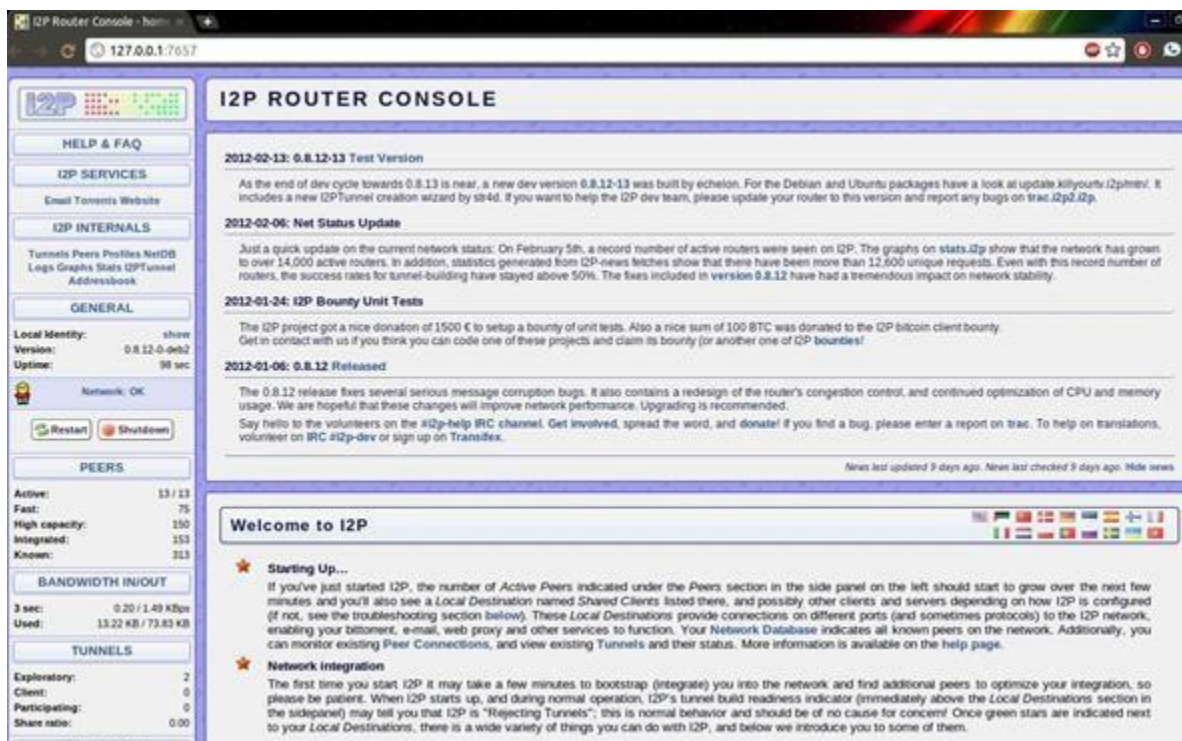 I2P Router Console - hom
127.0.0.1:7657
I2P
HELP & FAQ
I2P SERVICES
Email Torrents Website
I2P INTERNALS
Tunnels Peers Profiles NetDB
Logs Graphs Stats I2PTunnel
Addressbook
GENERAL
Local Identity: show
Version: 0.8.12-0-deb2
Uptime: 98 sec
Network: OK
Restart Shutdown
PEERS
Active: 13 / 13
Fast: 75
High capacity: 150
Integrated: 153
Known: 313
BANDWIDTH IN/OUT
3 sec: 0.20 / 1.49 KBps
Used: 13.22 KB / 73.83 KB
TUNNELS
Exploratory: 2
Client: 0
Participating: 0
Share ratio: 0.00
I2P ROUTER CONSOLE
2012-02-13: 0.8.12-13 Test Version
As the end of dev cycle towards 0.8.13 is near, a new dev version 0.8.12-13 was built by echelon. For the Debian and Ubuntu packages have a look at update.killyourtv.i2p/mtn/. It
includes a new I2PTunnel creation wizard by str4d. If you want to help the I2P dev team, please update your router to this version and report any bugs on trac.i2p2.i2p.
2012-02-06: Net Status Update
Just a quick update on the current network status: On February 5th, a record number of active routers were seen on I2P. The graphs on stats.i2p show that the network has grown
to over 14,000 active routers. In addition, statistics generated from I2P-news fetches show that there have been more than 12,600 unique requests. Even with this record number of
routers, the success rates for tunnel-building have stayed above 50%. The fixes included in version 0.8.12 have had a tremendous impact on network stability.
2012-01-24: I2P Bounty Unit Tests
The I2P project got a nice donation of 1500 € to setup a bounty of unit tests. Also a nice sum of 100 BTC was donated to the I2P bitcoin client bounty.
Get in contact with us if you think you can code one of these projects and claim its bounty (or another one of I2P bounties!
2012-01-06: 0.8.12 Released
The 0.8.12 release fixes several serious message corruption bugs. It also contains a redesign of the router's congestion control, and continued optimization of CPU and memory
usage. We are hopeful that these changes will improve network performance. Upgrading is recommended.
Say hello to the volunteers on the #i2p-help IRC channel. Get involved, spread the word, and donate! If you find a bug, please enter a report on trac. To help on translations,
volunteer on IRC #i2p-dev or sign up on Transifex.
News last updated 9 days ago. News last checked 9 days ago. Hide news
Welcome to I2P
Starting Up...
If you've just started I2P, the number of Active Peers indicated under the Peers section in the side panel on the left should start to grow over the next few
minutes and you'll also see a Local Destination named Shared Clients listed there, and possibly other clients and servers depending on how I2P is configured
(if not, see the troubleshooting section below). These Local Destinations provide connections on different ports (and sometimes protocols) to the I2P network,
enabling your bittorrent, e-mail, web proxy and other services to function. Your Network Database indicates all known peers on the network. Additionally, you
can monitor existing Peer Connections, and view existing Tunnels and their status. More information is available on the help page.
Network Integration
The first time you start I2P it may take a few minutes to bootstrap (integrate) you into the network and find additional peers to optimize your integration, so
please be patient. When I2P starts up, and during normal operation, I2P's tunnel build readiness indicator (immediately above the Local Destinations section in
the sidepanel) may tell you that I2P is "Rejecting Tunnels"; this is normal behavior and should be of no cause for concern! Once green stars are indicated next
to your Local Destinations, there is a wide variety of things you can do with I2P, and below we introduce you to some of them.